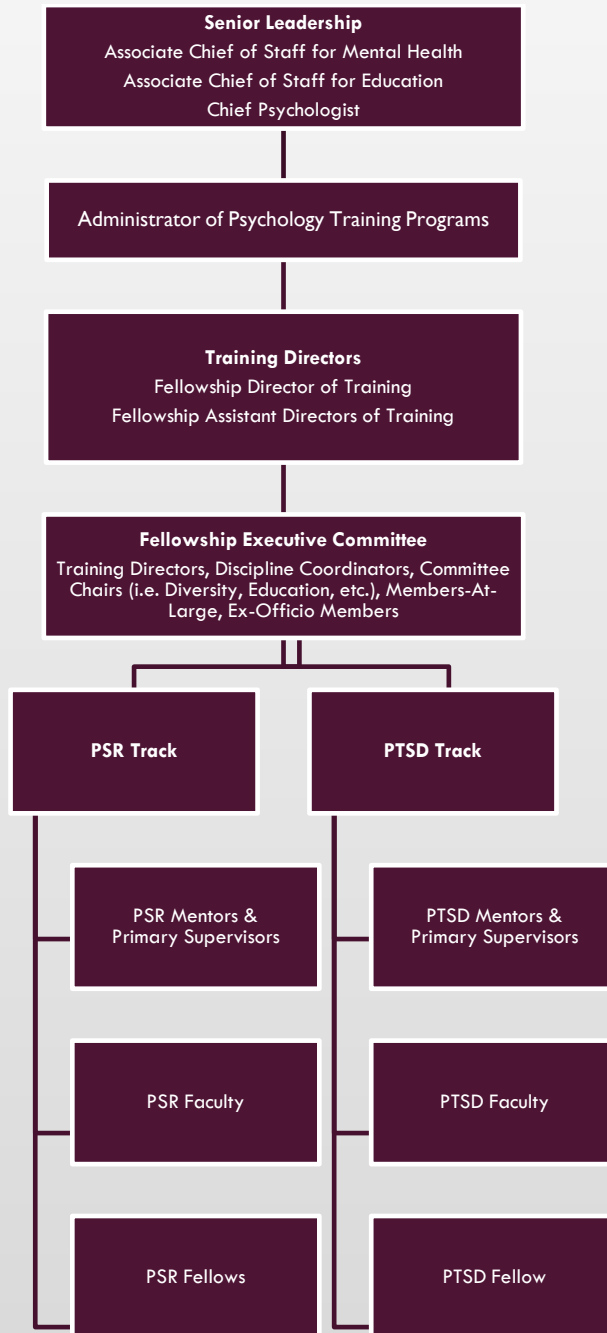 Senior Leadership
Associate Chief of Staff for Mental Health
Associate Chief of Staff for Education
Chief Psychologist
Administrator of Psychology Training Programs
Training Directors
Fellowship Director of Training
Fellowship Assistant Directors of Training
Fellowship Executive Committee
Training Directors, Discipline Coordinators, Committee
Chairs (i.e. Diversity, Education, etc.), Members-At-
Large, Ex-Officio Members
PSR Track
PTSD Track
PSR Mentors &
Primary Supervisors
PTSD Mentors &
Primary Supervisors
PSR Faculty
PTSD Faculty
PSR Fellows
PTSD Fellow